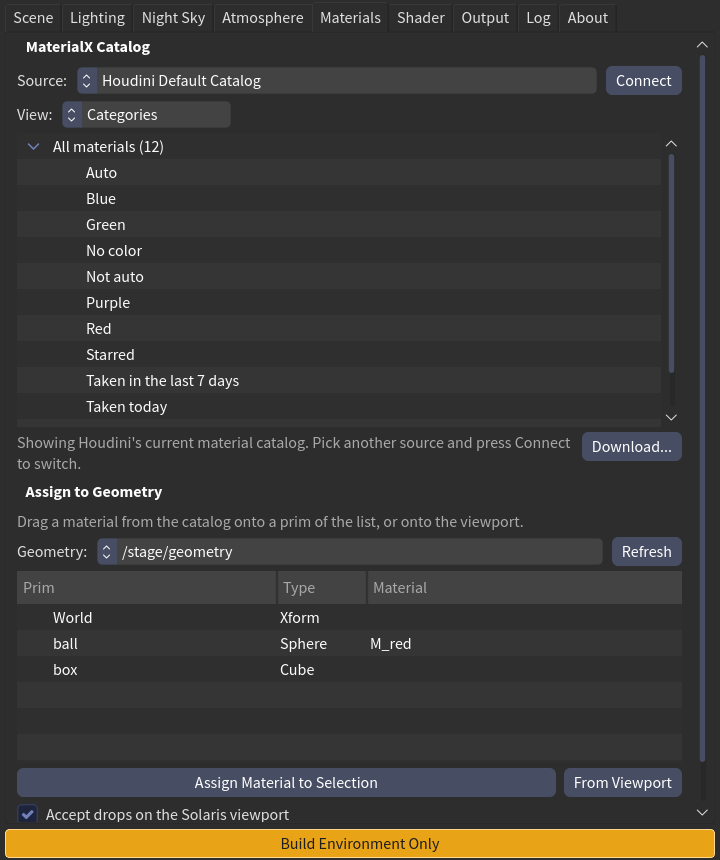 Scene Lighting Night Sky Atmosphere Materials Shader Output Log About
MaterialX Catalog
Source: Houdini Default Catalog Connect
View: Categories
All materials (12)
Auto
Blue
Green
No color
Not auto
Purple
Red
Starred
Taken in the last 7 days
Taken today
Showing Houdini's current material catalog. Pick another source and press Connect
to switch.
Download...
Assign to Geometry
Drag a material from the catalog onto a prim of the list, or onto the viewport.
Geometry: /stage/geometry Refresh
Prim Type Material
World Xform
ball Sphere M_red
box Cube
Assign Material to Selection From Viewport
Accept drops on the Solaris viewport
Build Environment Only